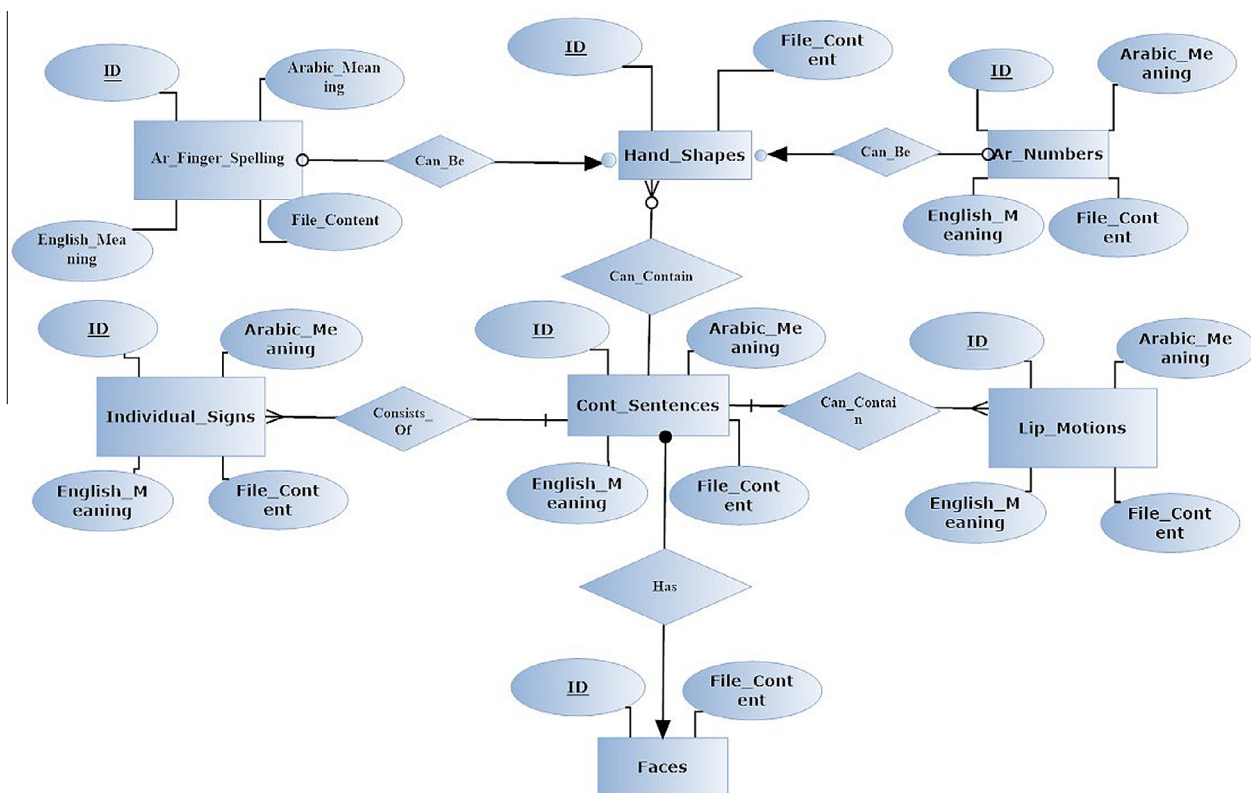 ID
Arabic_Mean
ing
ID
File_Cont
ent
ID
Arabic_Me
aning
Ar_Finger_Spelling
Can_Be
Hand_Shapes
Can_Be
Ar_Numbers
English_Mea
ning
File_Content
English_M
eaning
File_Cont
ent
Can_Contain
ID
Arabic_Me
aning
ID
Arabic_Me
aning
ID
Arabic_Me
aning
Individual_Signs
Consists_
Of
Cont_Sentences
Can_Contai
n
Lip_Motions
English_M
eaning
File_Cont
ent
English_M
eaning
File_Cont
ent
English_M
eaning
File_Cont
ent
Has
ID
File_Cont
ent
Faces